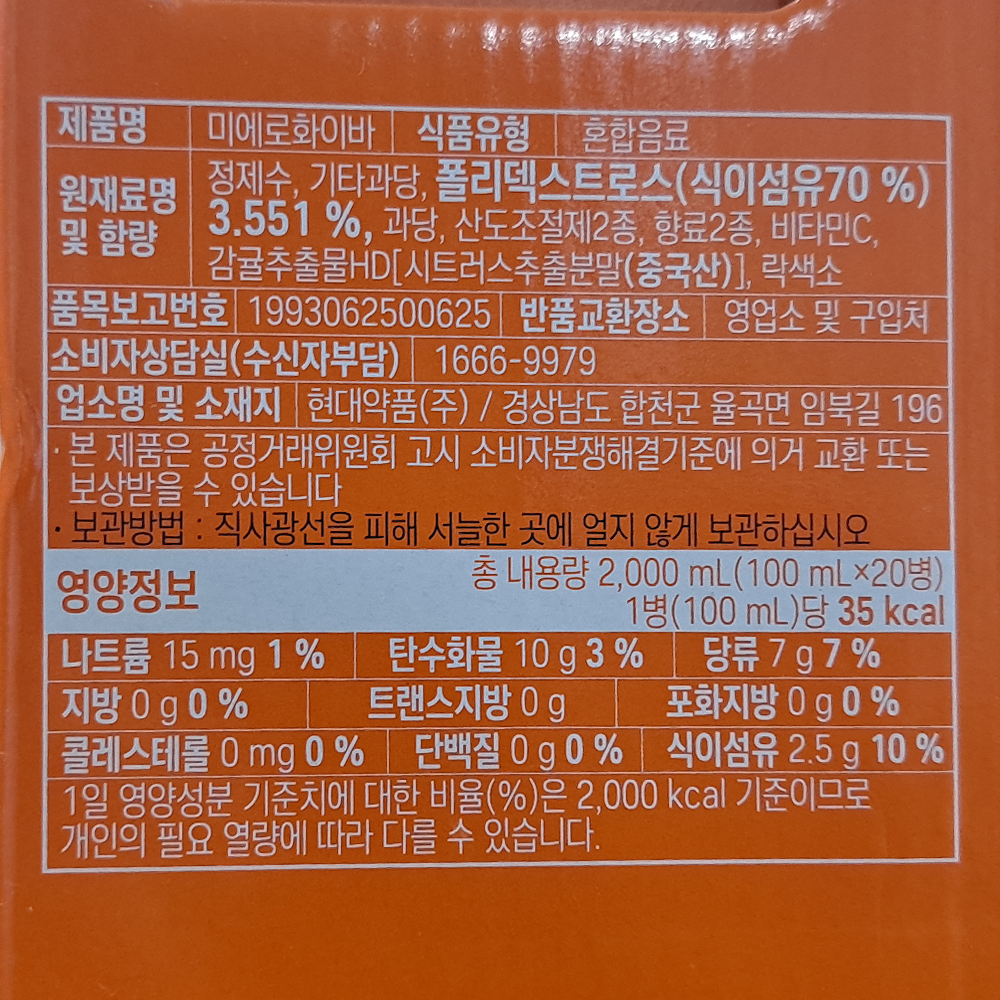 제품명 미에로화이바 식품유형 혼합음료
원재료명 및 함량
정제수, 기타과당, 폴리덱스트로스(식이섬유70 %)
3.551 %, 과당, 산도조절제2종, 향료2종, 비타민C,
감귤추출물HD[시트러스추출분말(중국산)], 락색소
품목보고번호 1993062500625 반품교환장소 영업소 및 구입처
소비자상담실(수신자부담) 1666-9979
업소명 및 소재지 현대약품(주) / 경상남도 합천군 율곡면 임북길 196
· 본 제품은 공정거래위원회 고시 소비자분쟁해결기준에 의거 교환 또는
보상받을 수 있습니다
· 보관방법 : 직사광선을 피해 서늘한 곳에 얼지 않게 보관하십시오
영양정보
총 내용량 2,000 mL(100 mL×20병)
1병(100 mL)당 35 kcal
나트륨 15 mg 1 % 탄수화물 10 g 3 % 당류 7 g 7 %
지방 0 g 0 % 트랜스지방 0 g 포화지방 0 g 0 %
콜레스테롤 0 mg 0 % 단백질 0 g 0 % 식이섬유 2.5 g 10 %
1일 영양성분 기준치에 대한 비율(%)은 2,000 kcal 기준이므로
개인의 필요 열량에 따라 다를 수 있습니다.